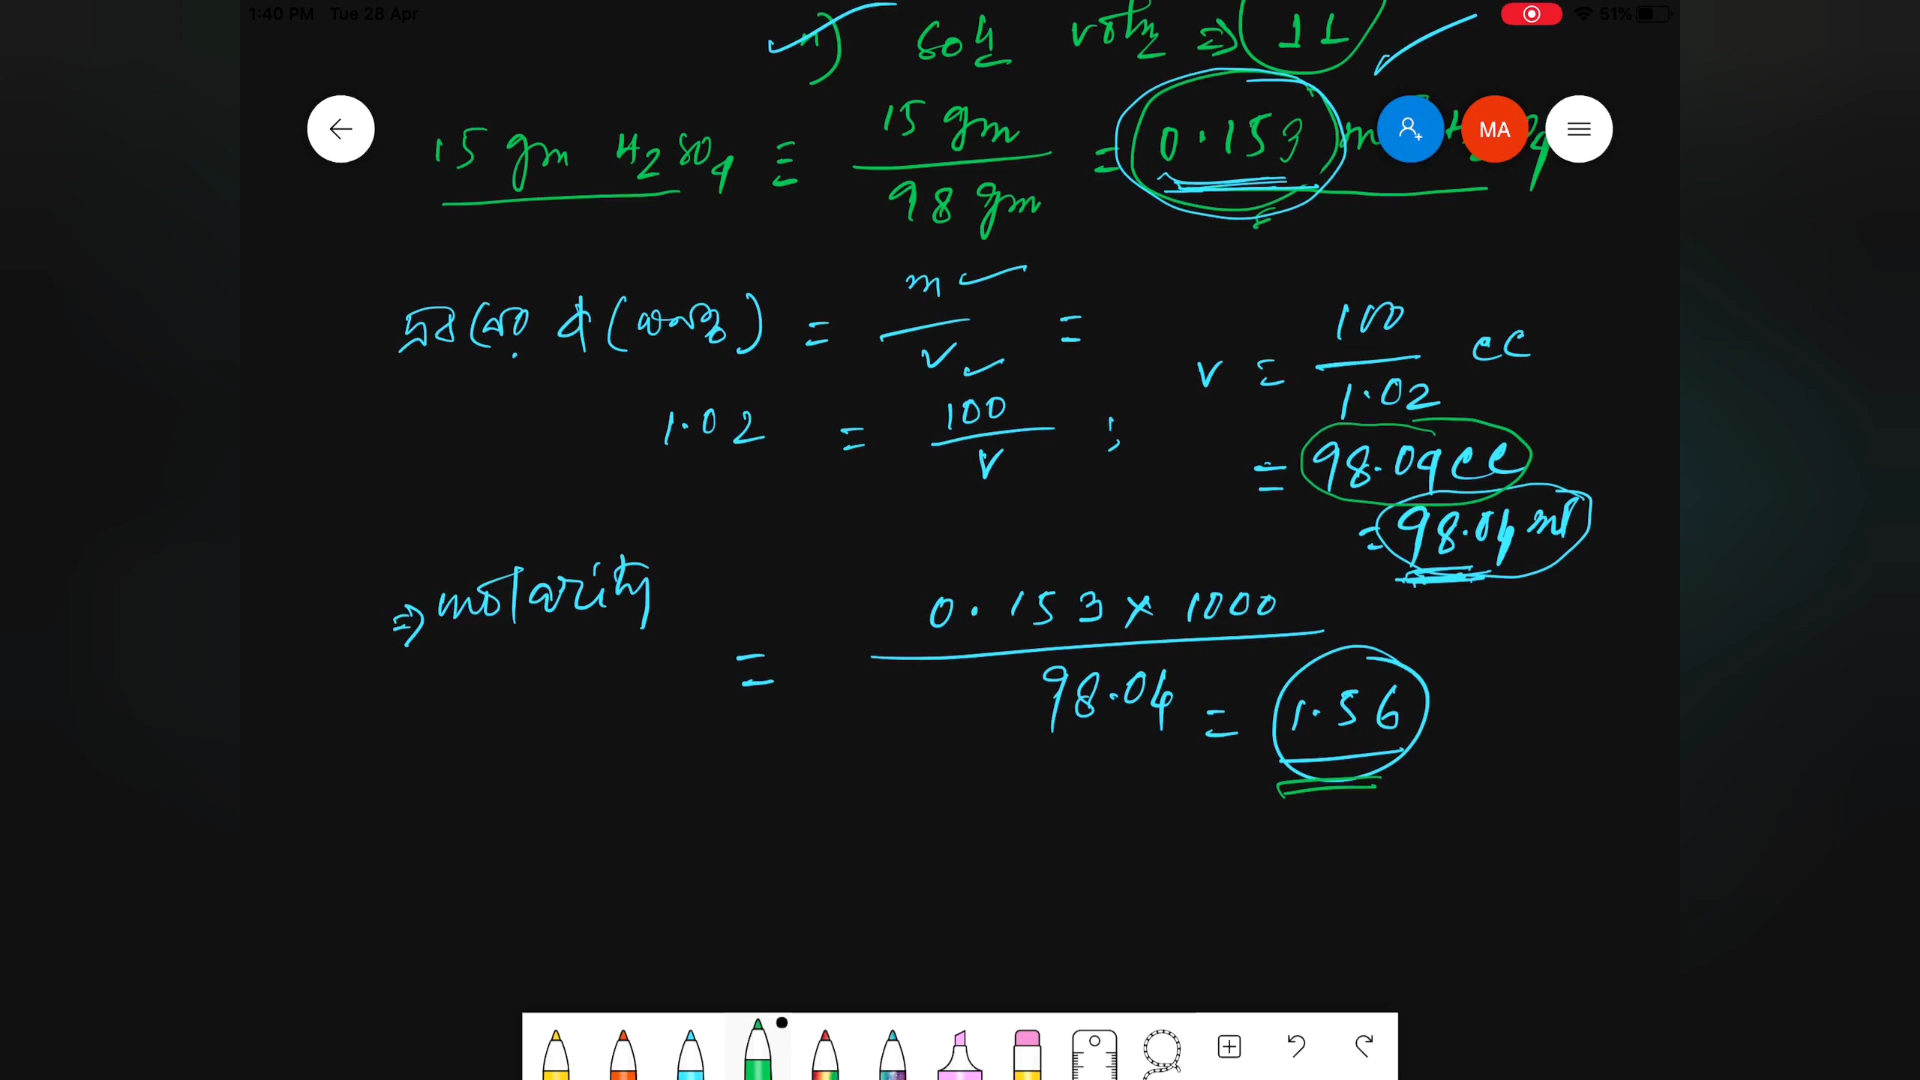 1:40 PM Tue 28 Apr 51%
soln volm ⇒ 1 L
15 gm H2SO4 ≡ 15 gm / 98 gm = 0.153 m
MA
d (ঘনত্ব) = m / v =
v = 100 / 1.02 cc
1.02 = 100 / v ;
= 98.04 cc
= 98.04 ml
⇒ molarity
= 0.153 × 1000 / 98.04 = 1.56